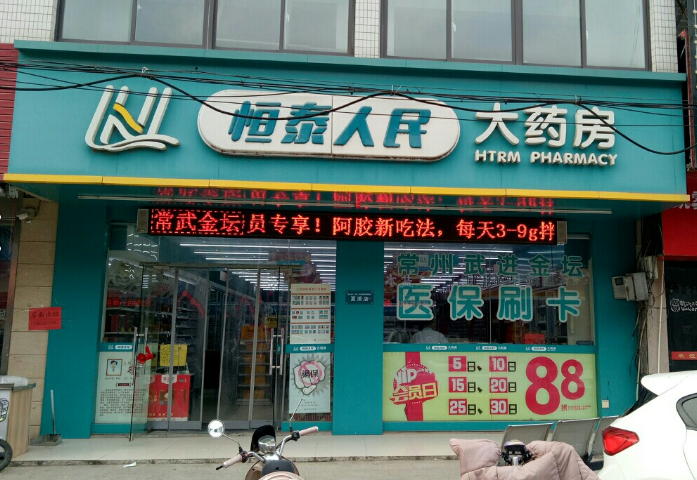 恒泰人民
大药房
HTRM PHARMACY
常武金坛员专享！阿胶新吃法，每天3-9g拌
常州武进金坛
医保刷卡
VIP
会员日
5日、10日
15日、20日
25日、30日
88